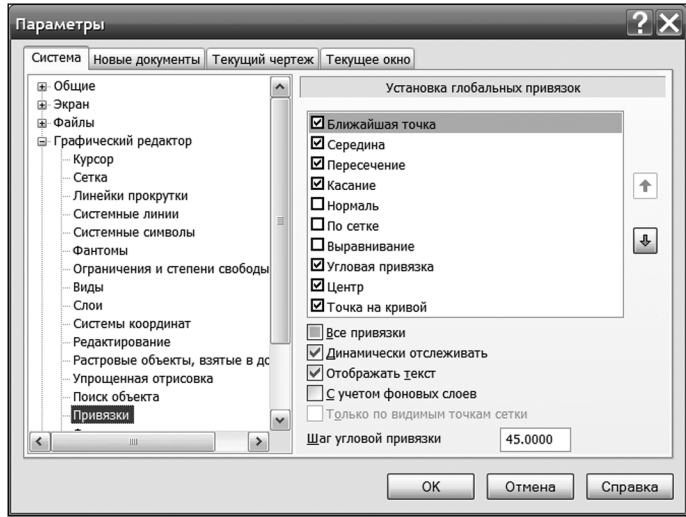 Параметры
Система
Новые документы
Текущий чертеж
Текущее окно
Общие
Экран
Файлы
Графический редактор
Курсор
Сетка
Линейки прокрутки
Системные линии
Системные символы
Фантомы
Ограничения и степени свободы
Виды
Слои
Системы координат
Редактирование
Растровые объекты, взятые в до
Упрощенная отрисовка
Поиск объекта
Привязки
Установка глобальных привязок
Ближайшая точка
Середина
Пересечение
Касание
Нормаль
По сетке
Выравнивание
Угловая привязка
Центр
Точка на кривой
Все привязки
Динамически отслеживать
Отображать текст
С учетом фоновых слоев
Только по видимым точкам сетки
Шаг угловой привязки 45.0000
OK
Отмена
Справка